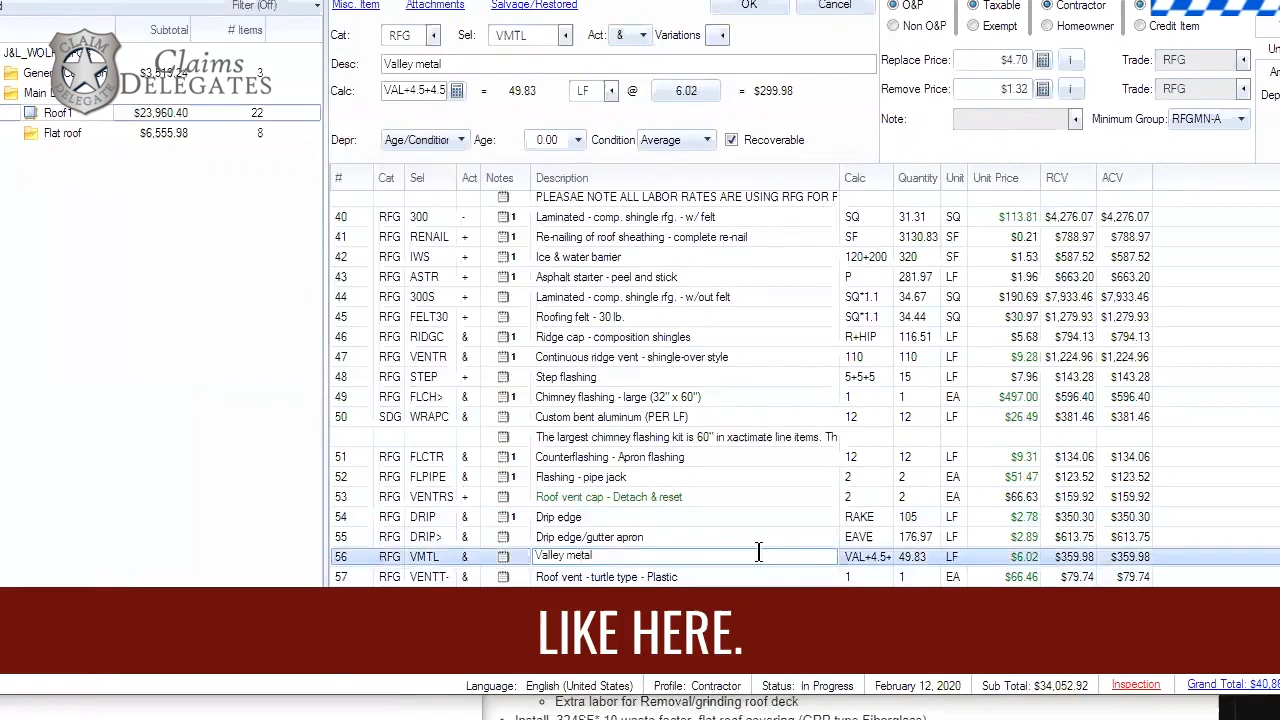 Filter (Off)
Subtotal # Items
J&L_WOLF
Claims DELEGATES
Gene $3,519.24 3
Main L
Roof1 $23,960.40 22
Flat roof $6,555.98 8
Misc. Item Attachments Salvage/Restored OK Cancel
Cat: RFG Sel: VMTL Act: & Variations
Desc: Valley metal
Calc: VAL+4.5+4.5 = 49.83 LF @ 6.02 = $299.98
Depr: Age/Condition Age: 0.00 Condition Average Recoverable
O&P Taxable Contractor
Non O&P Exempt Homeowner Credit Item
Replace Price: $4.70 i Trade: RFG
Remove Price: $1.32 i Trade: RFG
Note: Minimum Group: RFGMN-A
# Cat Sel Act Notes Description Calc Quantity Unit Unit Price RCV ACV
PLEASAE NOTE ALL LABOR RATES ARE USING RFG FOR F
40 RFG 300 - 1 Laminated - comp. shingle rfg. - w/ felt SQ 31.31 SQ $113.81 $4,276.07 $4,276.07
41 RFG RENAIL + 1 Re-nailing of roof sheathing - complete re-nail SF 3130.83 SF $0.21 $788.97 $788.97
42 RFG IWS + 1 Ice & water barrier 120+200 320 SF $1.53 $587.52 $587.52
43 RFG ASTR + 1 Asphalt starter - peel and stick P 281.97 LF $1.96 $663.20 $663.20
44 RFG 300S + 1 Laminated - comp. shingle rfg. - w/out felt SQ*1.1 34.67 SQ $190.69 $7,933.46 $7,933.46
45 RFG FELT30 + 1 Roofing felt - 30 lb. SQ*1.1 34.44 SQ $30.97 $1,279.93 $1,279.93
46 RFG RIDGC & 1 Ridge cap - composition shingles R+HIP 116.51 LF $5.68 $794.13 $794.13
47 RFG VENTR & 1 Continuous ridge vent - shingle-over style 110 110 LF $9.28 $1,224.96 $1,224.96
48 RFG STEP + Step flashing 5+5+5 15 LF $7.96 $143.28 $143.28
49 RFG FLCH> & 1 Chimney flashing - large (32" x 60") 1 1 EA $497.00 $596.40 $596.40
50 SDG WRAPC & Custom bent aluminum (PER LF) 12 12 LF $26.49 $381.46 $381.46
The largest chimney flashing kit is 60" in xactimate line items. Th
51 RFG FLCTR & 1 Counterflashing - Apron flashing 12 12 LF $9.31 $134.06 $134.06
52 RFG FLPIPE & 1 Flashing - pipe jack 2 2 EA $51.47 $123.52 $123.52
53 RFG VENTRS + Roof vent cap - Detach & reset 2 2 EA $66.63 $159.92 $159.92
54 RFG DRIP & 1 Drip edge RAKE 105 LF $2.78 $350.30 $350.30
55 RFG DRIP> & Drip edge/gutter apron EAVE 176.97 LF $2.89 $613.75 $613.75
56 RFG VMTL & Valley metal VAL+4.5+ 49.83 LF $6.02 $359.98 $359.98
57 RFG VENTT- & Roof vent - turtle type - Plastic 1 1 EA $66.46 $79.74 $79.74
LIKE HERE.
Language: English (United States) Profile: Contractor Status: In Progress February 12, 2020 Sub Total: $34,052.92 Inspection Grand Total: $40,86
Extra labor for Removal/grinding roof deck